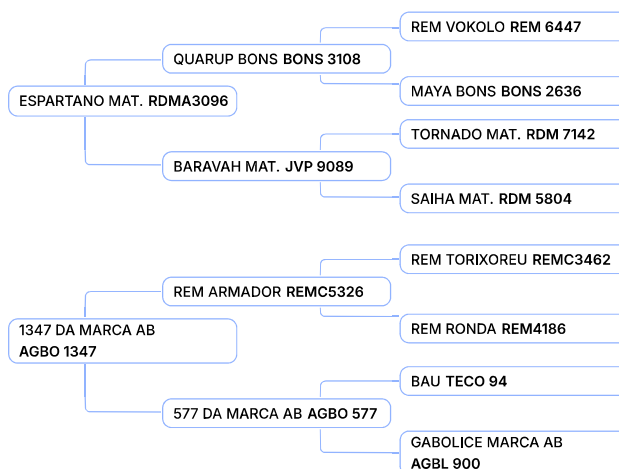 REM VOKOLO REM 6447
QUARUP BONS BONS 3108
MAYA BONS BONS 2636
ESPARTANO MAT. RDMA3096
TORNADO MAT. RDM 7142
BARAVAH MAT. JVP 9089
SAIHA MAT. RDM 5804
REM TORIXOREU REMC3462
REM ARMADOR REMC5326
REM RONDA REM4186
1347 DA MARCA AB
AGBO 1347
BAU TECO 94
577 DA MARCA AB AGBO 577
GABOLICE MARCA AB
AGBL 900